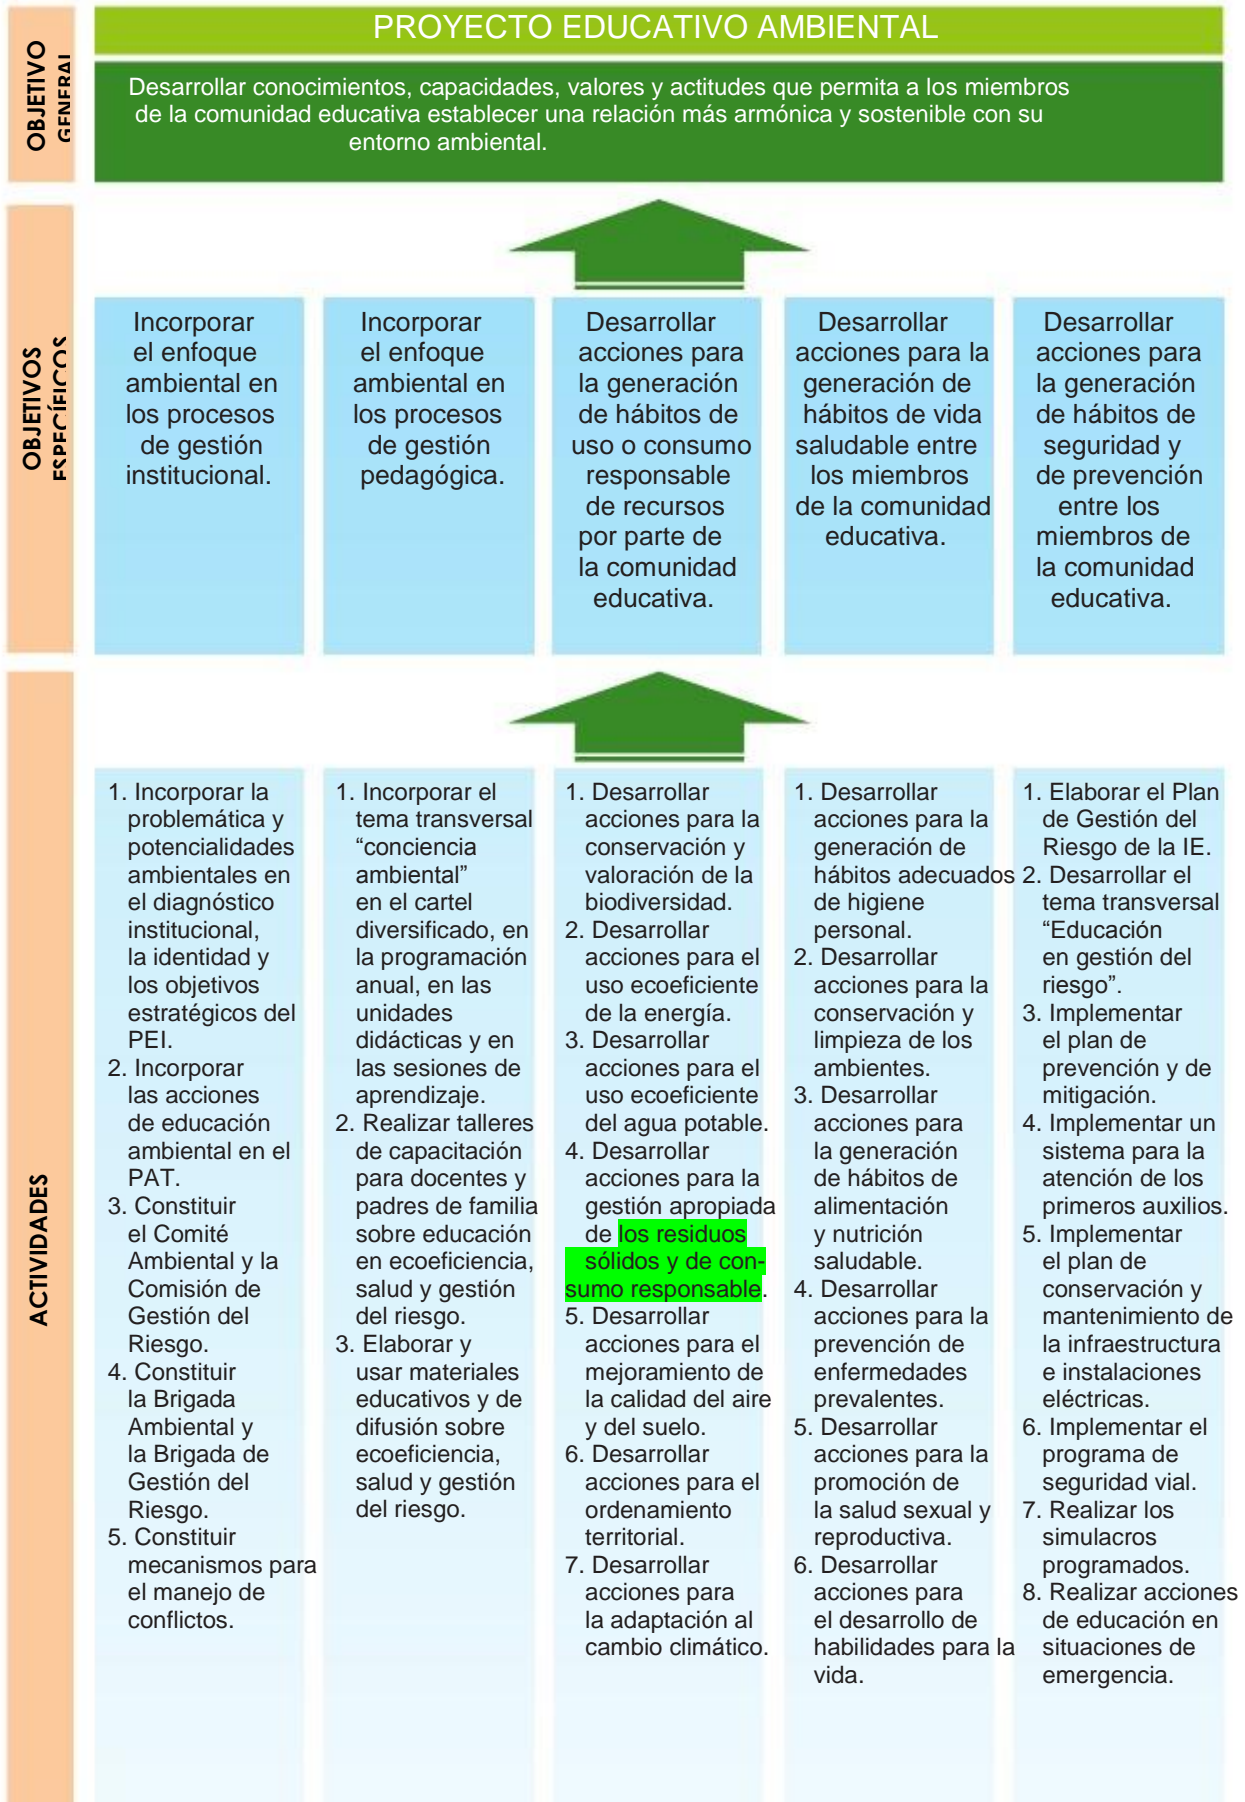 OBJETIVO
GENERAL
PROYECTO EDUCATIVO AMBIENTAL
Desarrollar conocimientos, capacidades, valores y actitudes que permita a los miembros
de la comunidad educativa establecer una relación más armónica y sostenible con su
entorno ambiental.
OBJETIVOS
ESPECÍFICOS
Incorporar
el enfoque
ambiental en
los procesos
de gestión
institucional.
Incorporar
el enfoque
ambiental en
los procesos
de gestión
pedagógica.
Desarrollar
acciones para
la generación
de hábitos de
uso o consumo
responsable
de recursos
por parte de
la comunidad
educativa.
Desarrollar
acciones para la
generación de
hábitos de vida
saludable entre
los miembros
de la comunidad
educativa.
Desarrollar
acciones para
la generación
de hábitos de
seguridad y
de prevención
entre los
miembros de
la comunidad
educativa.
ACTIVIDADES
1. Incorporar la
problemática y
potencialidades
ambientales en
el diagnóstico
institucional,
la identidad y
los objetivos
estratégicos del
PEI.
2. Incorporar
las acciones
de educación
ambiental en el
PAT.
3. Constituir
el Comité
Ambiental y la
Comisión de
Gestión del
Riesgo.
4. Constituir
la Brigada
Ambiental y
la Brigada de
Gestión del
Riesgo.
5. Constituir
mecanismos para
el manejo de
conflictos.
1. Incorporar el
tema transversal
“conciencia
ambiental”
en el cartel
diversificado, en
la programación
anual, en las
unidades
didácticas y en
las sesiones de
aprendizaje.
2. Realizar talleres
de capacitación
para docentes y
padres de familia
sobre educación
en ecoeficiencia,
salud y gestión
del riesgo.
3. Elaborar y
usar materiales
educativos y de
difusión sobre
ecoeficiencia,
salud y gestión
del riesgo.
1. Desarrollar
acciones para la
conservación y
valoración de la
biodiversidad.
2. Desarrollar
acciones para el
uso ecoeficiente
de la energía.
3. Desarrollar
acciones para el
uso ecoeficiente
del agua potable.
4. Desarrollar
acciones para la
gestión apropiada
de los residuos
sólidos y de con-
sumo responsable.
5. Desarrollar
acciones para el
mejoramiento de
la calidad del aire
y del suelo.
6. Desarrollar
acciones para el
ordenamiento
territorial.
7. Desarrollar
acciones para
la adaptación al
cambio climático.
1. Desarrollar
acciones para la
generación de
hábitos adecuados
de higiene
personal.
2. Desarrollar
acciones para la
conservación y
limpieza de los
ambientes.
3. Desarrollar
acciones para
la generación
de hábitos de
alimentación
y nutrición
saludable.
4. Desarrollar
acciones para la
prevención de
enfermedades
prevalentes.
5. Desarrollar
acciones para la
promoción de
la salud sexual y
reproductiva.
6. Desarrollar
acciones para
el desarrollo de
habilidades para la
vida.
1. Elaborar el Plan
de Gestión del
Riesgo de la IE.
2. Desarrollar el
tema transversal
“Educación
en gestión del
riesgo”.
3. Implementar
el plan de
prevención y de
mitigación.
4. Implementar un
sistema para la
atención de los
primeros auxilios.
5. Implementar
el plan de
conservación y
mantenimiento de
la infraestructura
e instalaciones
eléctricas.
6. Implementar el
programa de
seguridad vial.
7. Realizar los
simulacros
programados.
8. Realizar acciones
de educación en
situaciones de
emergencia.